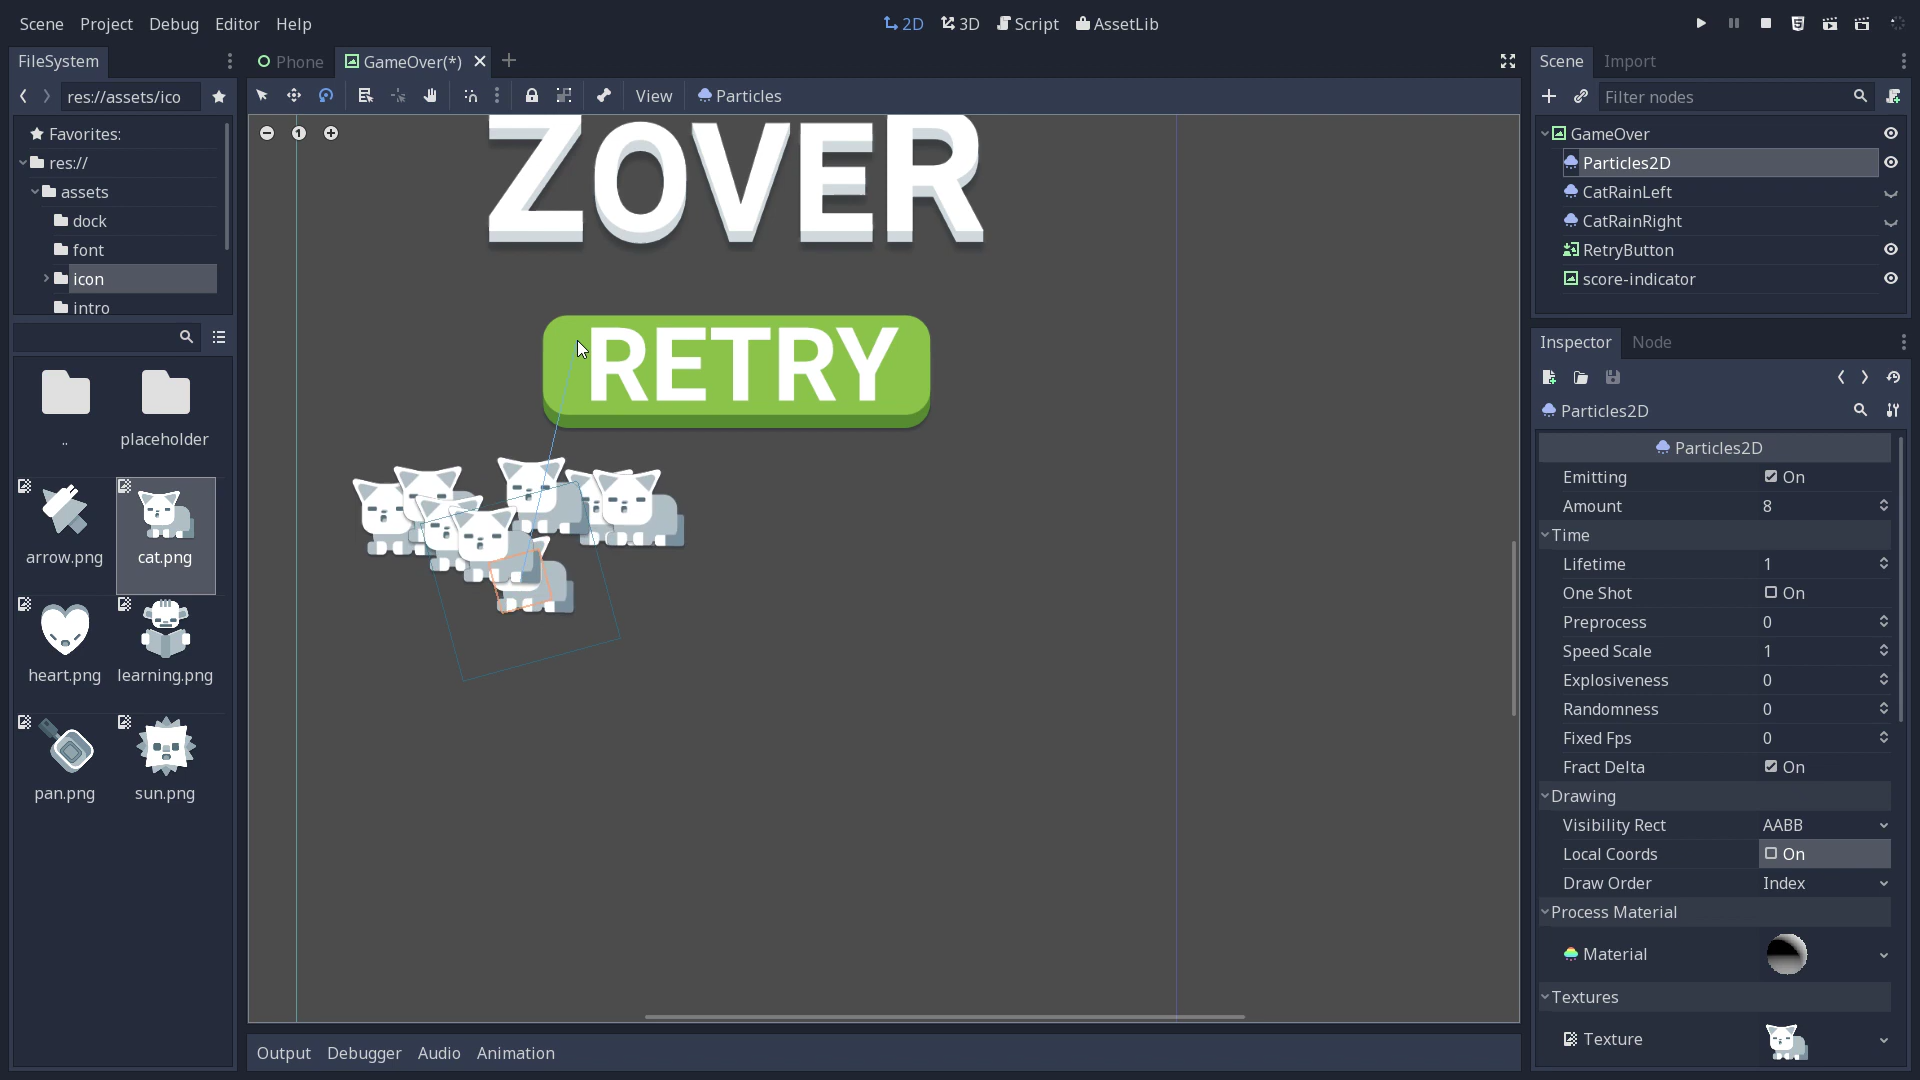 Scene Project Debug Editor Help
2D 3D Script AssetLib
FileSystem
Phone
GameOver(*)
Scene Import
res://assets/ico
View
Particles
Filter nodes
Favorites:
res://
assets
dock
font
icon
intro
1
ZOVER
RETRY
..
placeholder
arrow.png
cat.png
heart.png
learning.png
pan.png
sun.png
GameOver
Particles2D
CatRainLeft
CatRainRight
RetryButton
score-indicator
Inspector Node
Particles2D
Particles2D
Emitting On
Amount 8
Time
Lifetime 1
One Shot On
Preprocess 0
Speed Scale 1
Explosiveness 0
Randomness 0
Fixed Fps 0
Fract Delta On
Drawing
Visibility Rect AABB
Local Coords On
Draw Order Index
Process Material
Material
Textures
Texture
Output Debugger Audio Animation